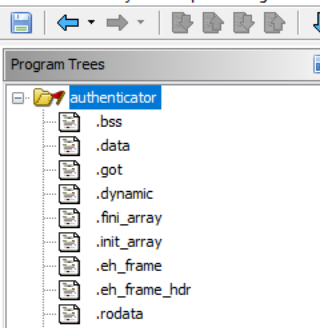 Program Trees
authenticator
.bss
.data
.got
.dynamic
.fini_array
.init_array
.eh_frame
.eh_frame_hdr
.rodata